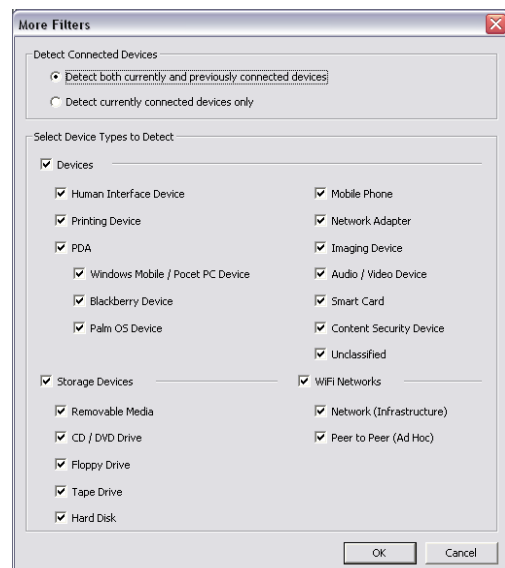 More Filters
Detect Connected Devices
Detect both currently and previously connected devices
Detect currently connected devices only
Select Device Types to Detect
Devices
Human Interface Device
Mobile Phone
Printing Device
Network Adapter
PDA
Imaging Device
Windows Mobile / Pocet PC Device
Audio / Video Device
Blackberry Device
Smart Card
Palm OS Device
Content Security Device
Unclassified
Storage Devices
WiFi Networks
Removable Media
Network (Infrastructure)
CD / DVD Drive
Peer to Peer (Ad Hoc)
Floppy Drive
Tape Drive
Hard Disk
OK
Cancel